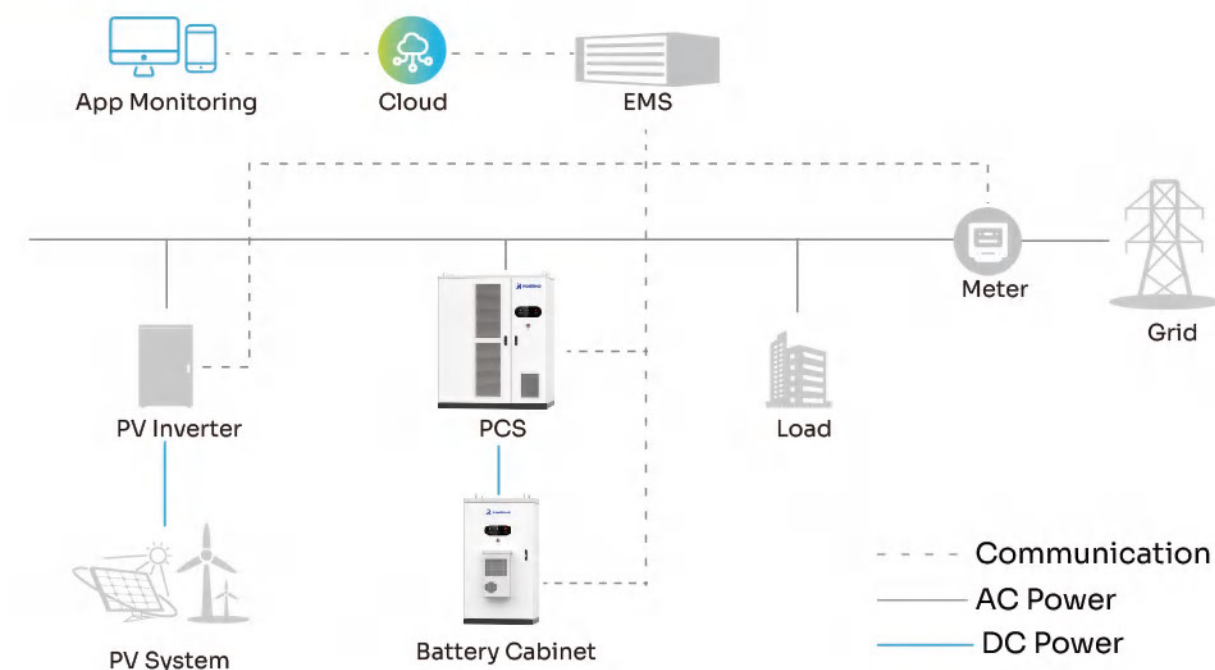 App Monitoring
Cloud
EMS
Meter
Grid
PV Inverter
PCS
Load
PV System
Battery Cabinet
Communication
AC Power
DC Power